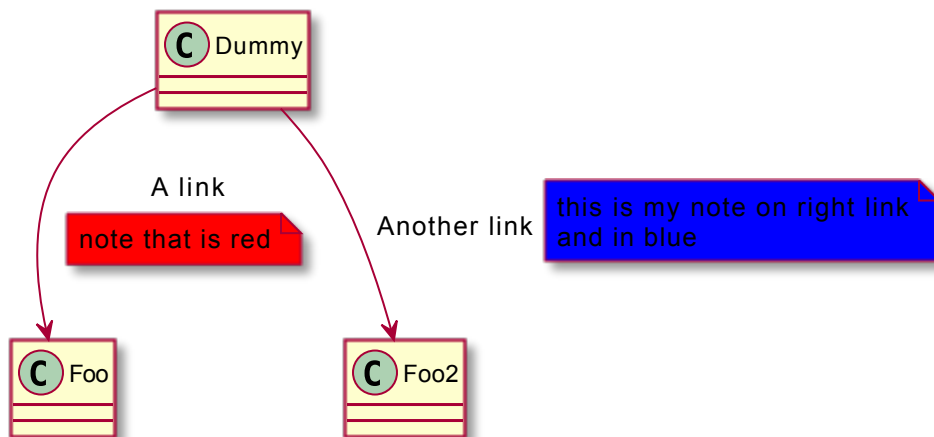 C Dummy
A link
note that is red
Another link
this is my note on right link
and in blue
C Foo
C Foo2